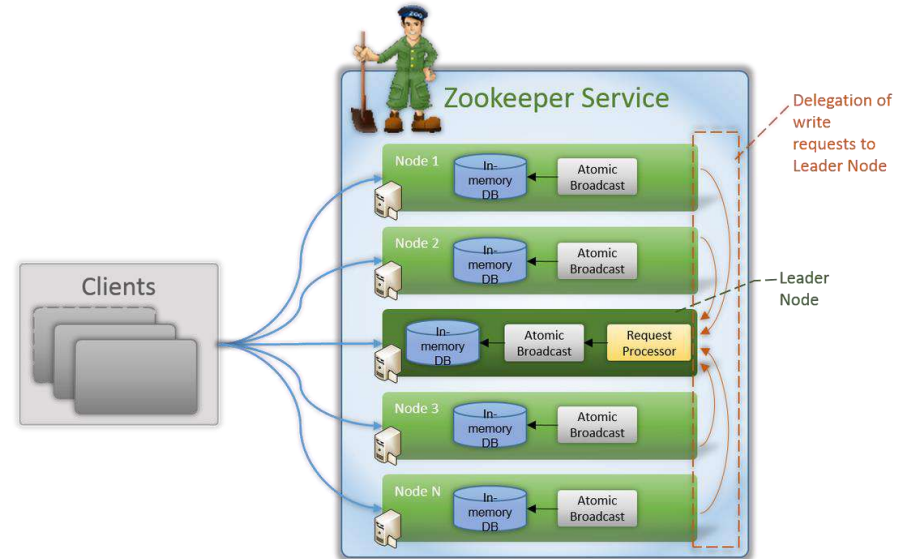 ZOO
Zookeeper Service
Delegation of
write
requests to
Leader Node
Node 1
In-
memory
DB
Atomic
Broadcast
Node 2
In-
memory
DB
Atomic
Broadcast
Clients
Leader
Node
In-
memory
DB
Atomic
Broadcast
Request
Processor
Node 3
In-
memory
DB
Atomic
Broadcast
Node N
In-
memory
DB
Atomic
Broadcast